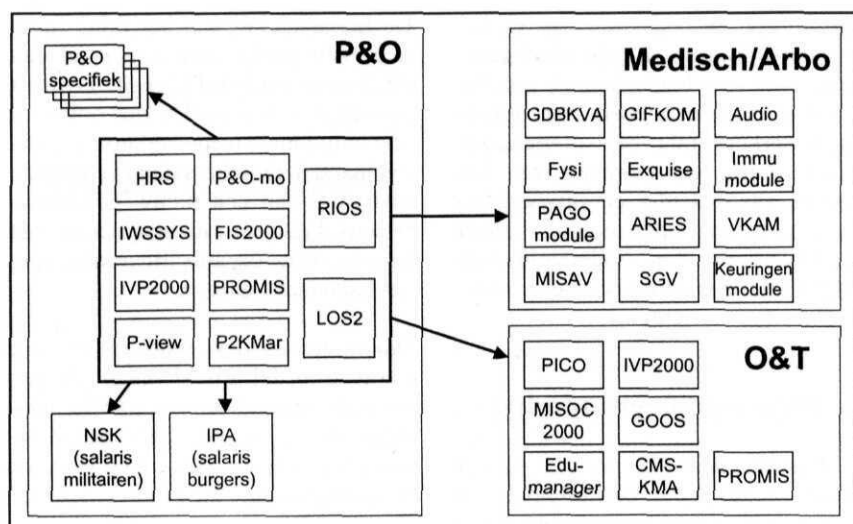 P&O
P&O
specifiek
HRS
P&O-mo
RIOS
IWSSYS
FIS2000
IVP2000
PROMIS
LOS2
P-view
P2KMar
NSK
(salaris
militairen)
IPA
(salaris
burgers)
Medisch/Arbo
GDBKVA
GIFKOM
Audio
Fysi
Exquise
Immu
module
PAGO
module
ARIES
VKAM
MISAV
SGV
Keuringen
module
O&T
PICO
IVP2000
MISOC
2000
GOOS
Edu-
manager
CMS-
KMA
PROMIS